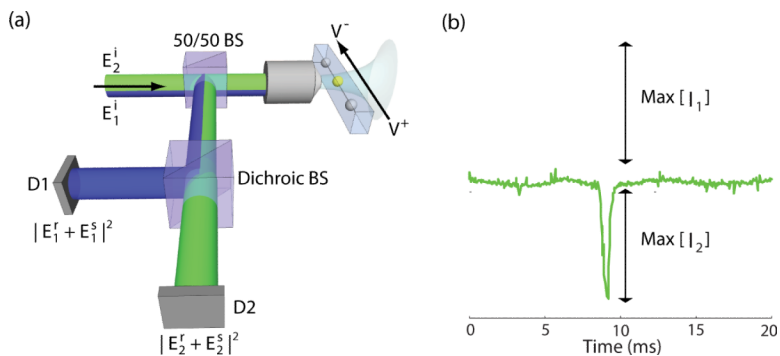 (a)
50/50 BS
V⁻
E₂ⁱ
E₁ⁱ
V⁺
D1
Dichroic BS
|E₁ʳ + E₁ˢ|²
D2
|E₂ʳ + E₂ˢ|²
(b)
Max [I₁]
Max [I₂]
0 5 10 15 20
Time (ms)